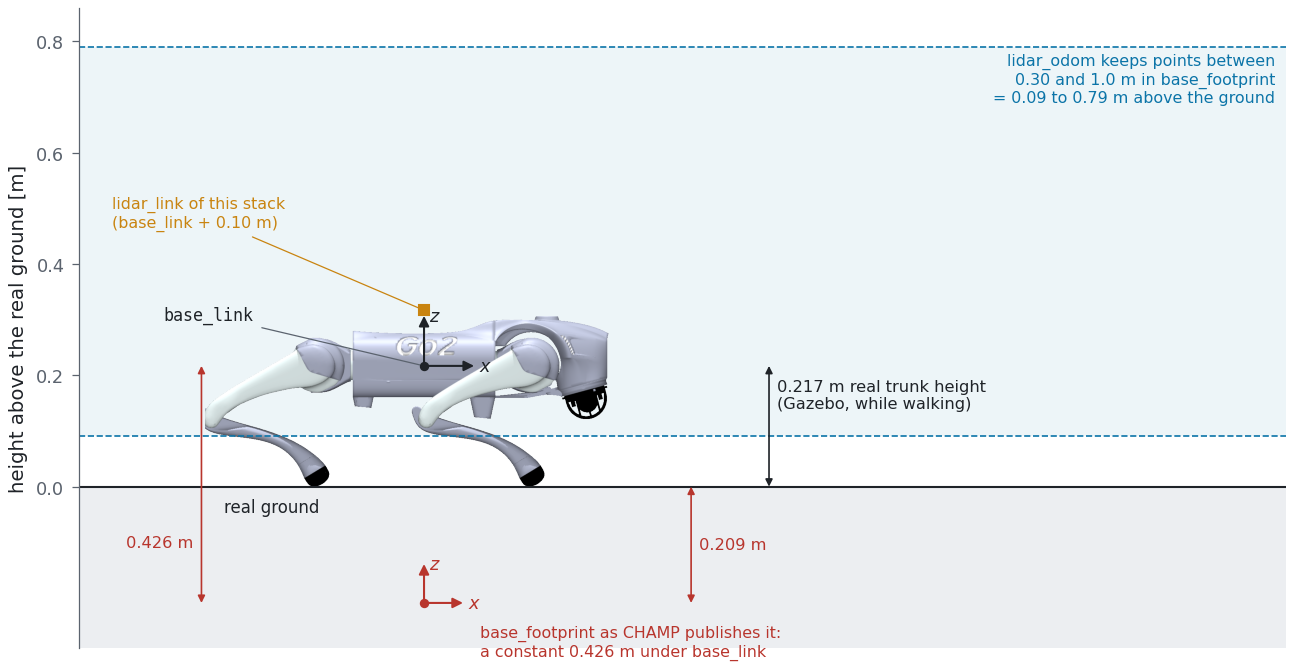 height above the real ground [m]
0.8
0.6
0.4
0.2
0.0
lidar_odom keeps points between
0.30 and 1.0 m in base_footprint
= 0.09 to 0.79 m above the ground
lidar_link of this stack
(base_link + 0.10 m)
base_link
z
Go2
x
0.217 m real trunk height
(Gazebo, while walking)
real ground
0.426 m
0.209 m
z
x
base_footprint as CHAMP publishes it:
a constant 0.426 m under base_link